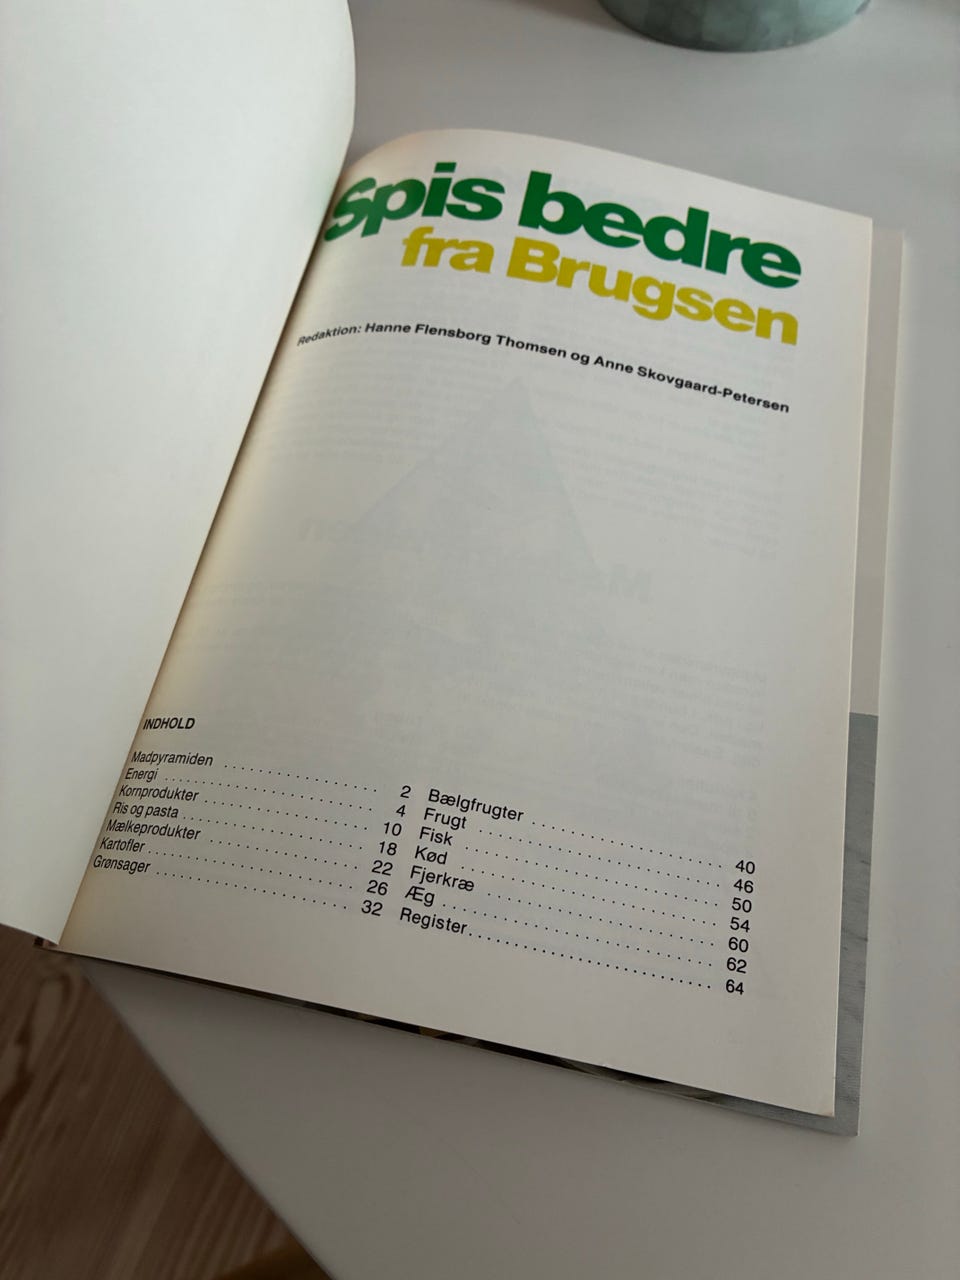 Spis bedre
fra Brugsen
Redaktion: Hanne Flensborg Thomsen og Anne Skovgaard-Petersen
INDHOLD
Madpyramiden . . . . . . . . . . . . . . . . . . . 2
Energi . . . . . . . . . . . . . . . . . . . . . . . . . . 4
Kornprodukter . . . . . . . . . . . . . . . . . . . 10
Ris og pasta . . . . . . . . . . . . . . . . . . . . . 18
Mælkeprodukter . . . . . . . . . . . . . . . . . . 22
Kartofler . . . . . . . . . . . . . . . . . . . . . . . . 26
Grønsager . . . . . . . . . . . . . . . . . . . . . . . 32
Bælgfrugter . . . . . . . . . . . . . . . . . . . . . . 40
Frugt . . . . . . . . . . . . . . . . . . . . . . . . . . . 46
Fisk . . . . . . . . . . . . . . . . . . . . . . . . . . . . 50
Kød . . . . . . . . . . . . . . . . . . . . . . . . . . . . 54
Fjerkræ . . . . . . . . . . . . . . . . . . . . . . . . . 60
Æg . . . . . . . . . . . . . . . . . . . . . . . . . . . . 62
Register . . . . . . . . . . . . . . . . . . . . . . . . . 64